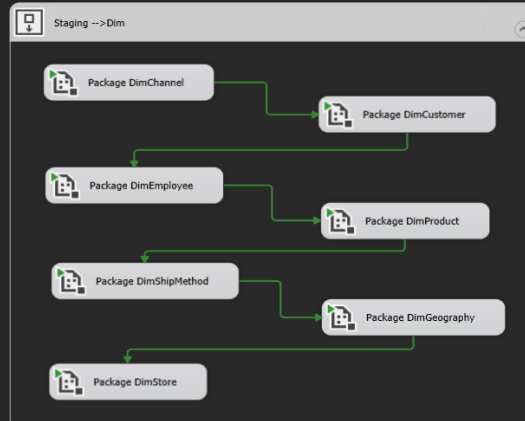 Staging -->Dim
Package DimChannel
Package DimCustomer
Package DimEmployee
Package DimProduct
Package DimShipMethod
Package DimGeography
Package DimStore